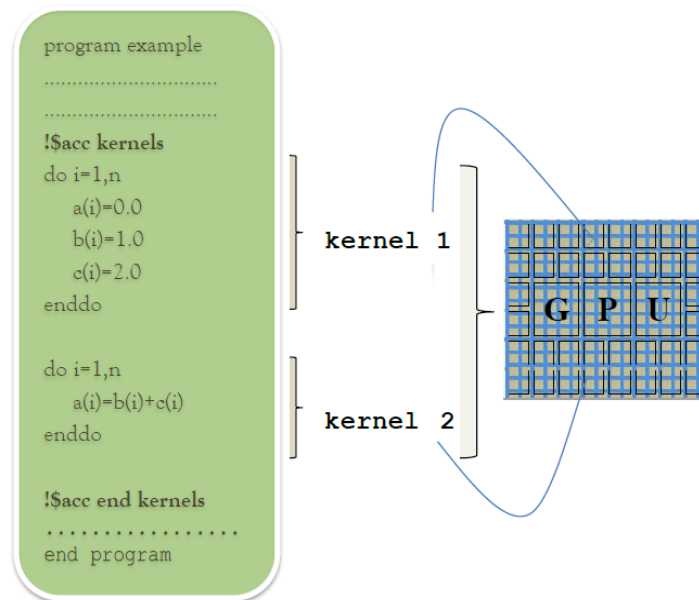 program example
..............................
..............................
!$acc kernels
do i=1,n
a(i)=0.0
b(i)=1.0
c(i)=2.0
enddo
do i=1,n
a(i)=b(i)+c(i)
enddo
!$acc end kernels
..................
end program
kernel 1
kernel 2
G P U